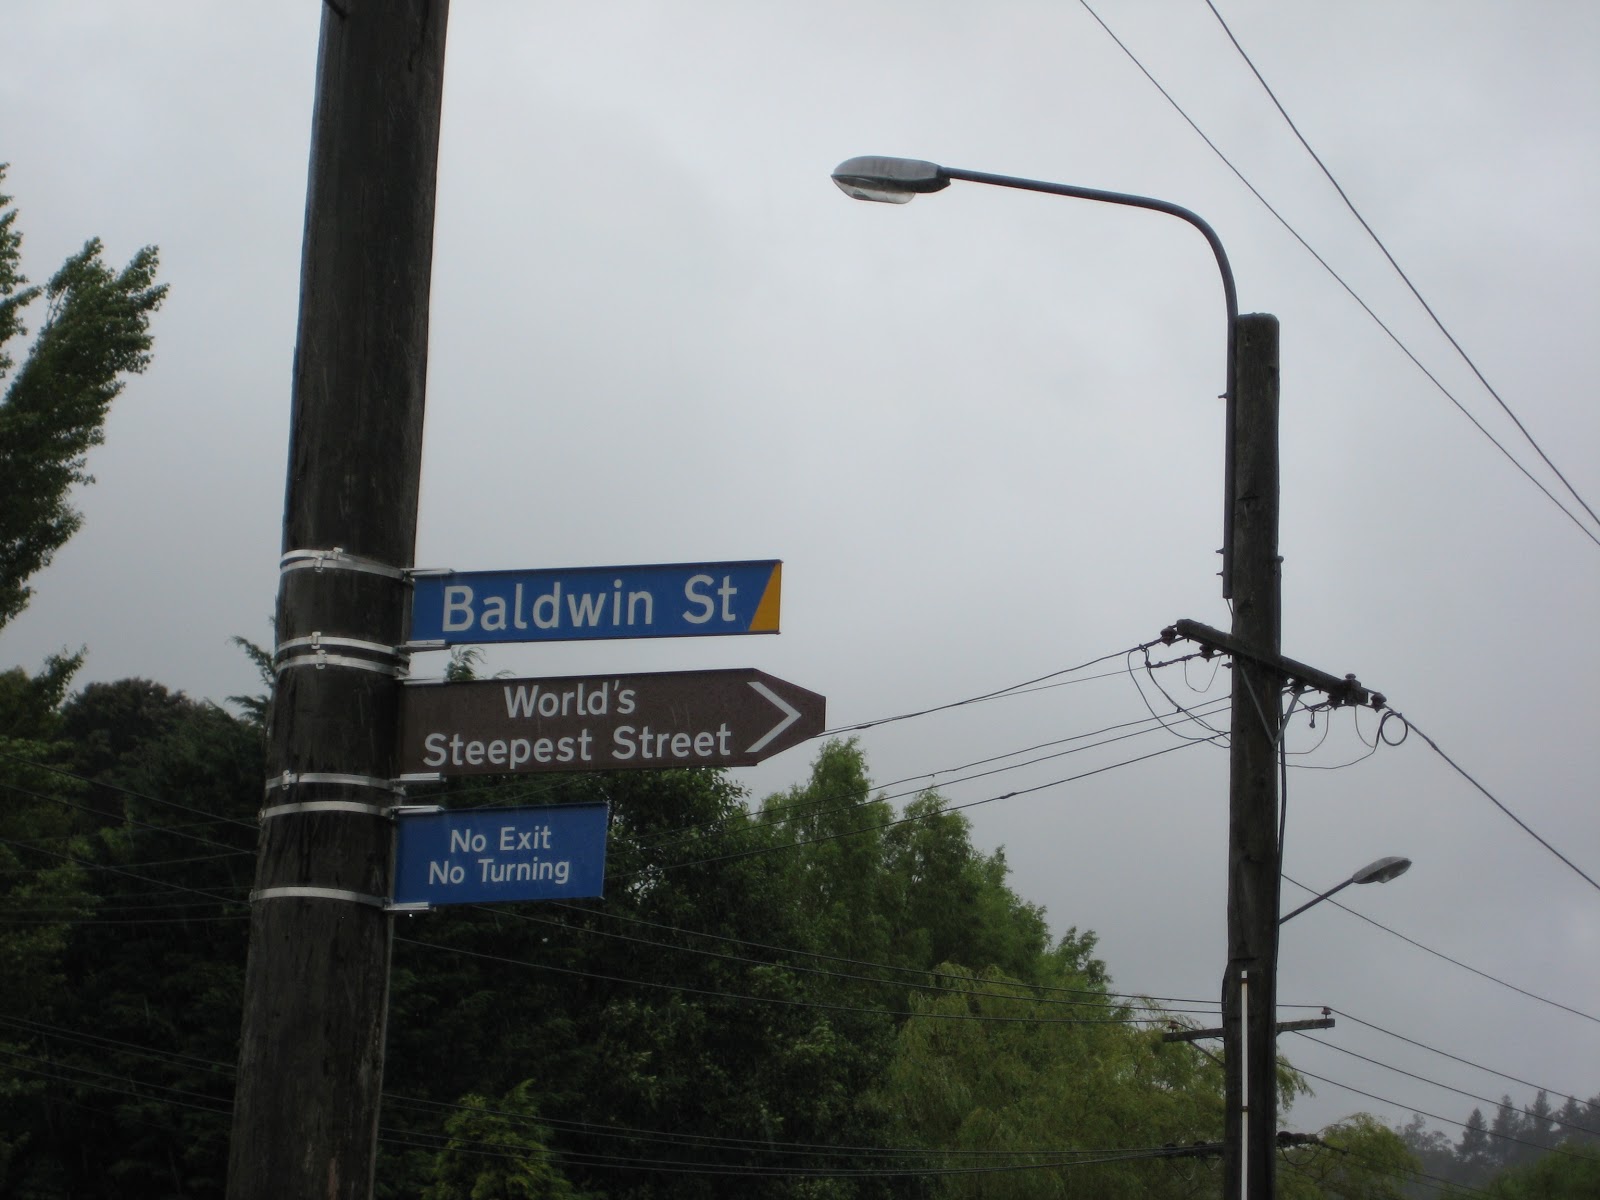 Baldwin St
World's
Steepest Street
No Exit
No Turning